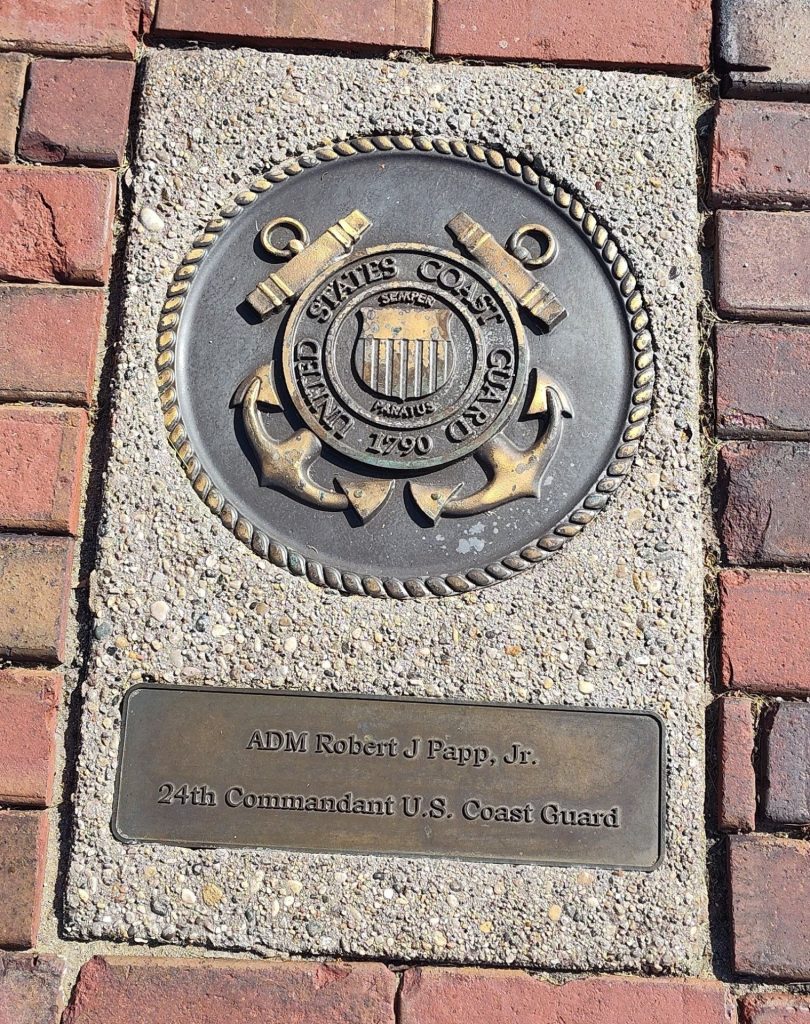 UNITED STATES COAST GUARD
SEMPER
PARATUS
1790
ADM Robert J Papp, Jr.
24th Commandant U.S. Coast Guard